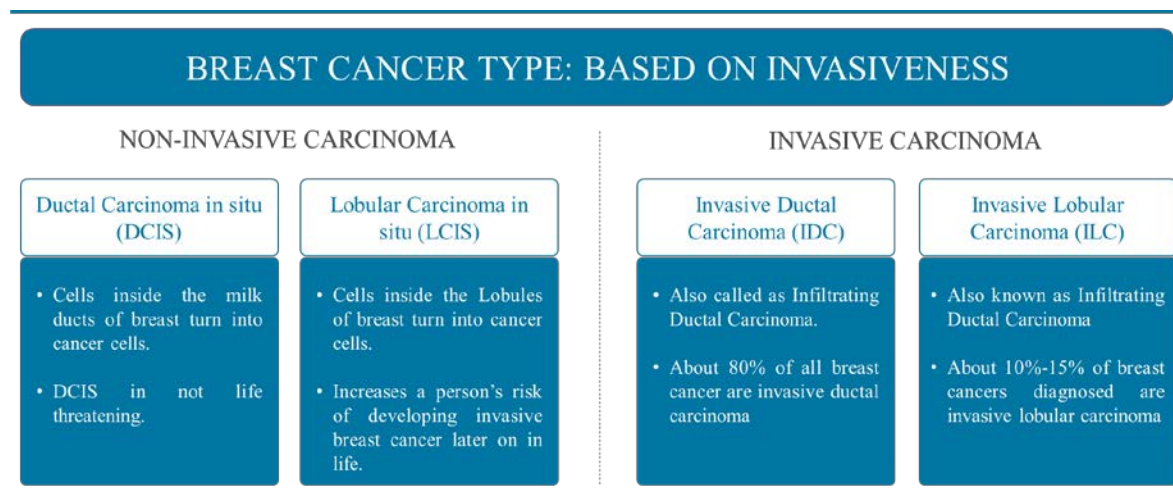 BREAST CANCER TYPE: BASED ON INVASIVENESS
NON-INVASIVE CARCINOMA
Ductal Carcinoma in situ
(DCIS)
• Cells inside the milk
ducts of breast turn into
cancer cells.
• DCIS in not life
threatening.
Lobular Carcinoma in
situ (LCIS)
• Cells inside the Lobules
of breast turn into cancer
cells.
• Increases a person's risk
of developing invasive
breast cancer later on in
life.
INVASIVE CARCINOMA
Invasive Ductal
Carcinoma (IDC)
• Also called as Infiltrating
Ductal Carcinoma.
• About 80% of all breast
cancer are invasive ductal
carcinoma
Invasive Lobular
Carcinoma (ILC)
• Also known as Infiltrating
Ductal Carcinoma
• About 10%-15% of breast
cancers diagnosed are
invasive lobular carcinoma